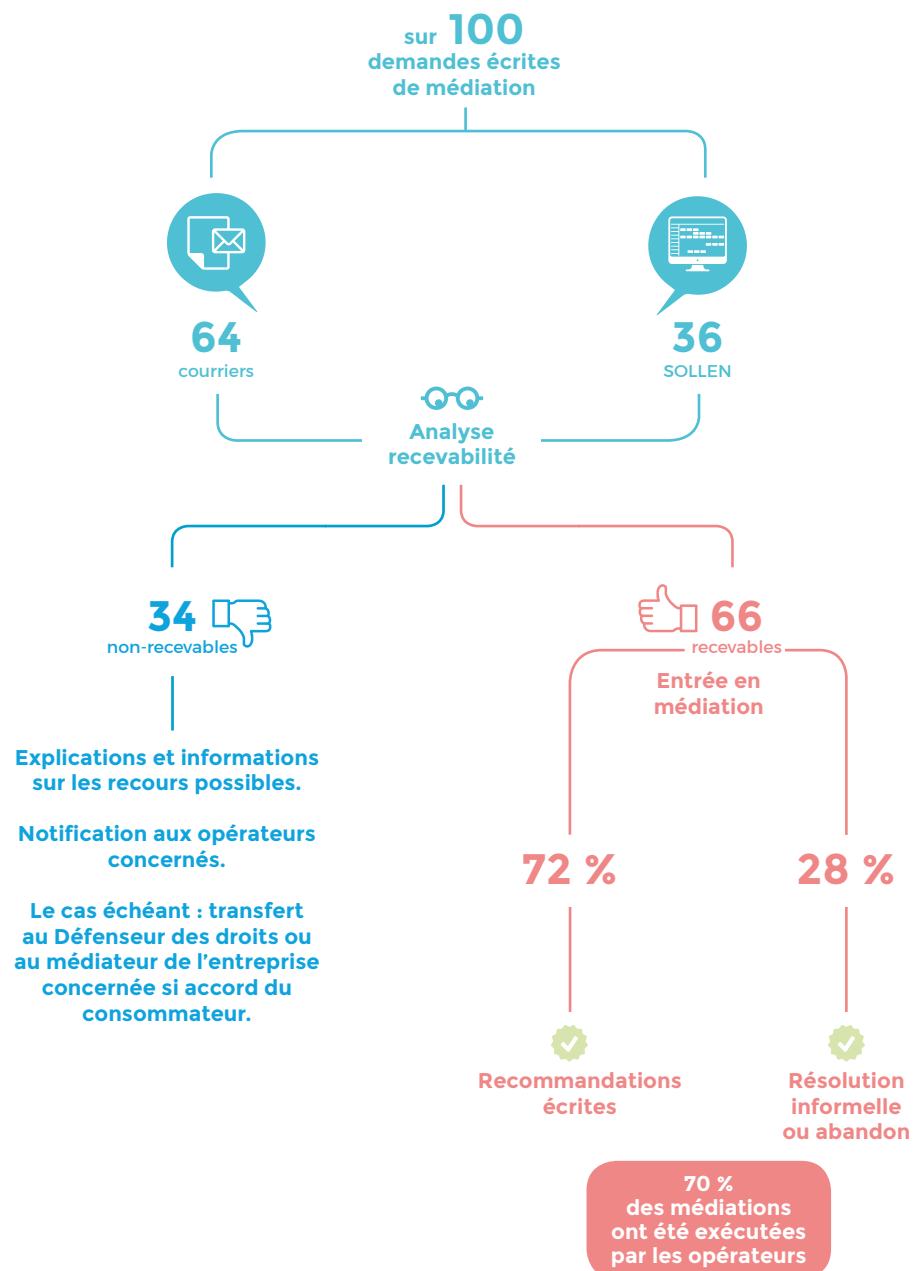 sur 100
demandes écrites
de médiation
64
courriers
36
SOLLEN
Analyse
recevabilité
34
non-recevables
Explications et informations
sur les recours possibles.
Notification aux opérateurs
concernés.
Le cas échéant : transfert
au Défenseur des droits ou
au médiateur de l’entreprise
concernée si accord du
consommateur.
66
recevables
Entrée en
médiation
72 %
28 %
Recommandations
écrites
Résolution
informelle
ou abandon
70 %
des médiations
ont été exécutées
par les opérateurs